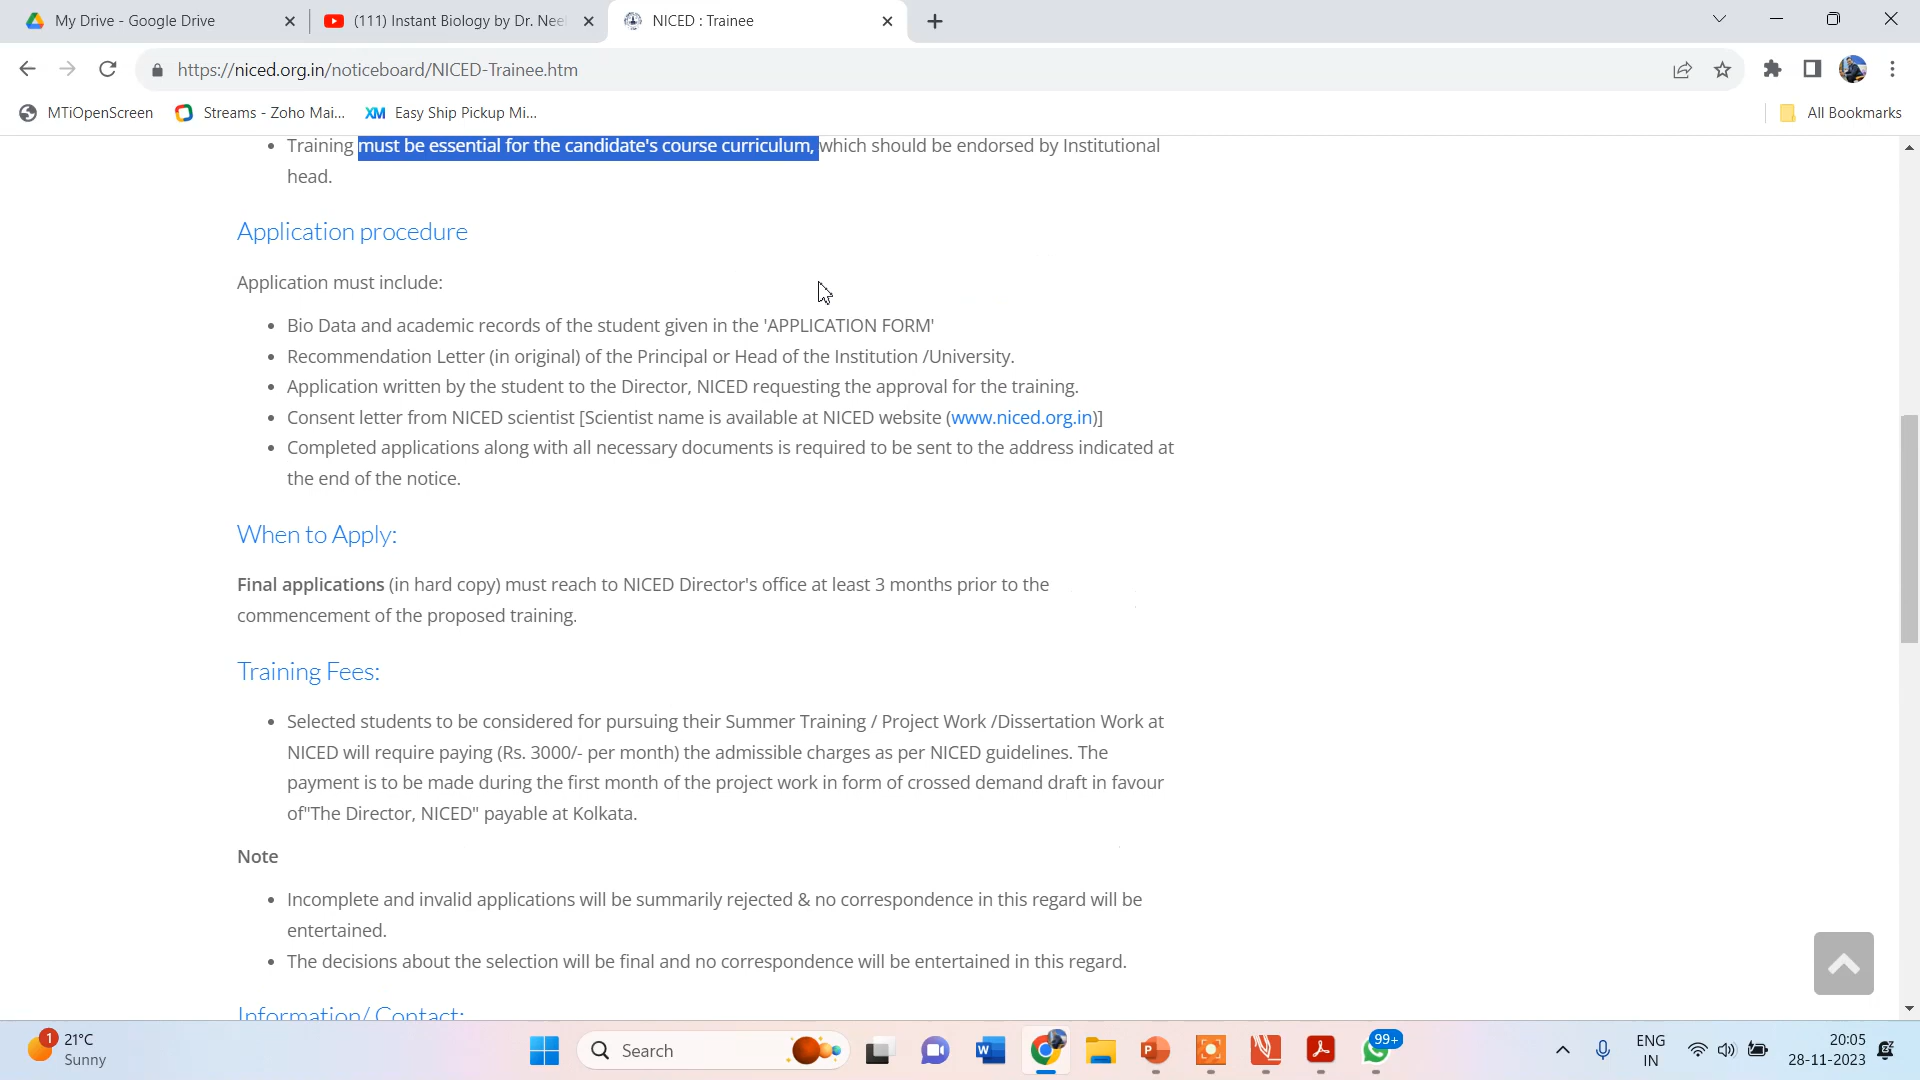 My Drive - Google Drive
(111) Instant Biology by Dr. Nee
NICED : Trainee
https://niced.org.in/noticeboard/NICED-Trainee.htm
MTiOpenScreen
Streams - Zoho Mai...
XM Easy Ship Pickup Mi...
All Bookmarks
Training must be essential for the candidate's course curriculum, which should be endorsed by Institutional
head.
Application procedure
Application must include:
Bio Data and academic records of the student given in the 'APPLICATION FORM'
Recommendation Letter (in original) of the Principal or Head of the Institution /University.
Application written by the student to the Director, NICED requesting the approval for the training.
Consent letter from NICED scientist [Scientist name is available at NICED website (www.niced.org.in)]
Completed applications along with all necessary documents is required to be sent to the address indicated at
the end of the notice.
When to Apply:
Final applications (in hard copy) must reach to NICED Director's office at least 3 months prior to the
commencement of the proposed training.
Training Fees:
Selected students to be considered for pursuing their Summer Training / Project Work /Dissertation Work at
NICED will require paying (Rs. 3000/- per month) the admissible charges as per NICED guidelines. The
payment is to be made during the first month of the project work in form of crossed demand draft in favour
of"The Director, NICED" payable at Kolkata.
Note
Incomplete and invalid applications will be summarily rejected & no correspondence in this regard will be
entertained.
The decisions about the selection will be final and no correspondence will be entertained in this regard.
Information/ Contact:
1
21°C
Sunny
Search
99+
ENG
IN
20:05
28-11-2023